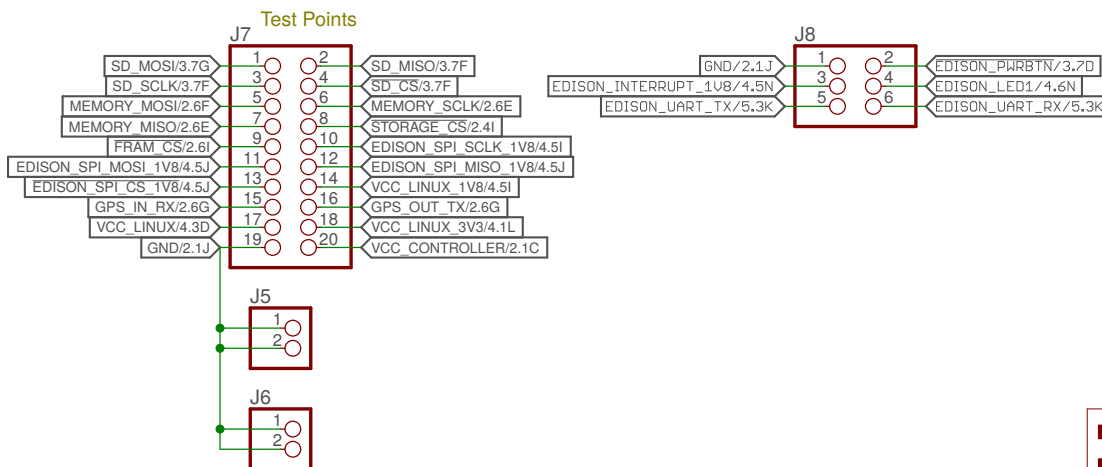 Test Points
J7 J8
SD_MOSI/3.7G 1 2 SD_MISO/3.7F
SD_SCLK/3.7F 3 4 SD_CS/3.7F
MEMORY_MOSI/2.6F 5 6 MEMORY_SCLK/2.6E
MEMORY_MISO/2.6E 7 8 STORAGE_CS/2.4I
FRAM_CS/2.6I 9 10 EDISON_SPI_SCLK_1V8/4.5I
EDISON_SPI_MOSI_1V8/4.5J 11 12 EDISON_SPI_MISO_1V8/4.5J
EDISON_SPI_CS_1V8/4.5J 13 14 VCC_LINUX_1V8/4.5I
GPS_IN_RX/2.6G 15 16 GPS_OUT_TX/2.6G
VCC_LINUX/4.3D 17 18 VCC_LINUX_3V3/4.1L
GND/2.1J 19 20 VCC_CONTROLLER/2.1C
GND/2.1J 1 2 EDISON_PWRBTN/3.7D
EDISON_INTERRUPT_1V8/4.5N 3 4 EDISON_LED1/4.6N
EDISON_UART_TX/5.3K 5 6 EDISON_UART_RX/5.3K
J5
1
2
J6
1
2